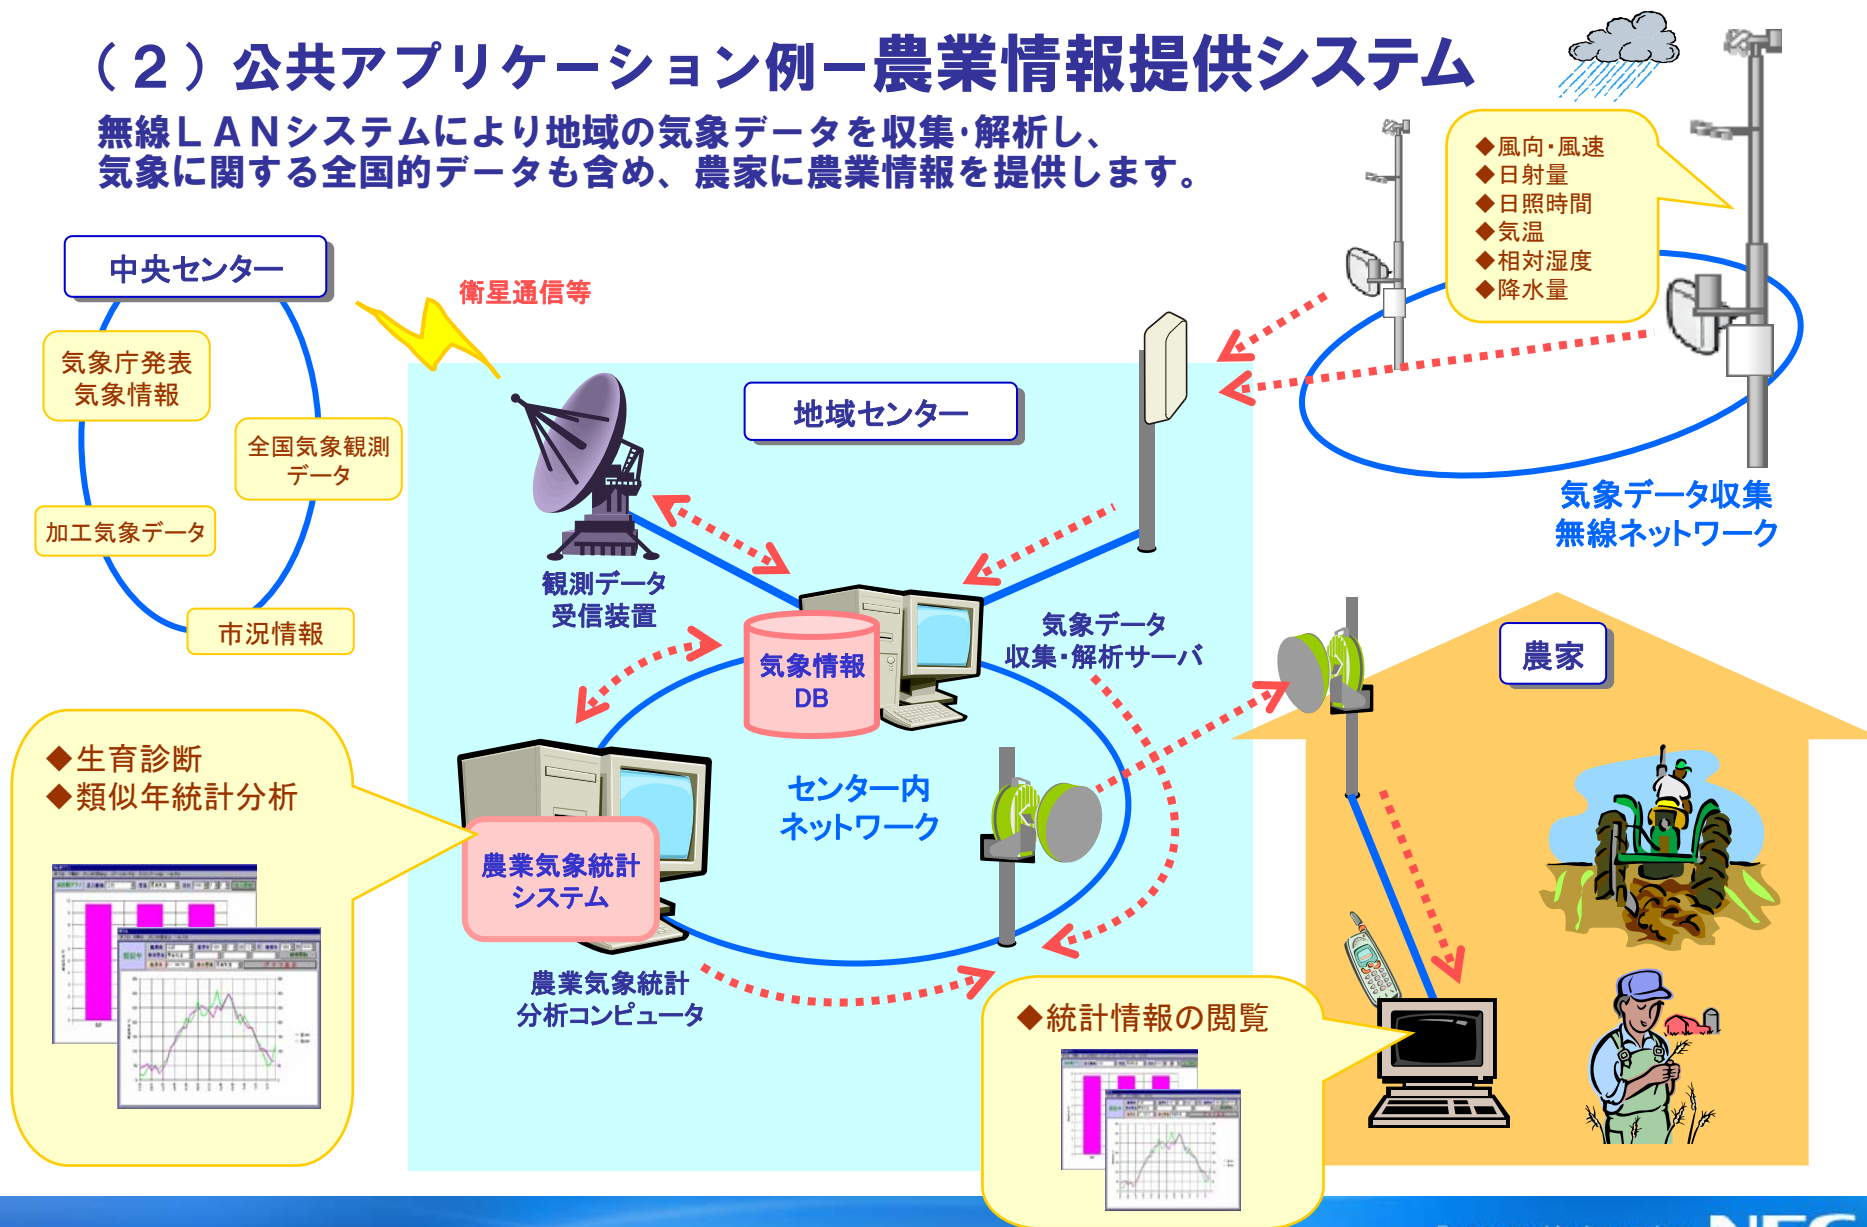 （２）公共アプリケーション例－農業情報提供システム
無線ＬＡＮシステムにより地域の気象データを収集・解析し、
気象に関する全国的データも含め、農家に農業情報を提供します。
◆風向・風速
◆日射量
◆日照時間
◆気温
◆相対湿度
◆降水量
中央センター
衛星通信等
気象庁発表
気象情報
全国気象観測
データ
加工気象データ
市況情報
地域センター
気象データ収集
無線ネットワーク
観測データ
受信装置
気象データ
収集・解析サーバ
気象情報
DB
農家
◆生育診断
◆類似年統計分析
センター内
ネットワーク
農業気象統計
システム
農業気象統計
分析コンピュータ
◆統計情報の閲覧
NEC